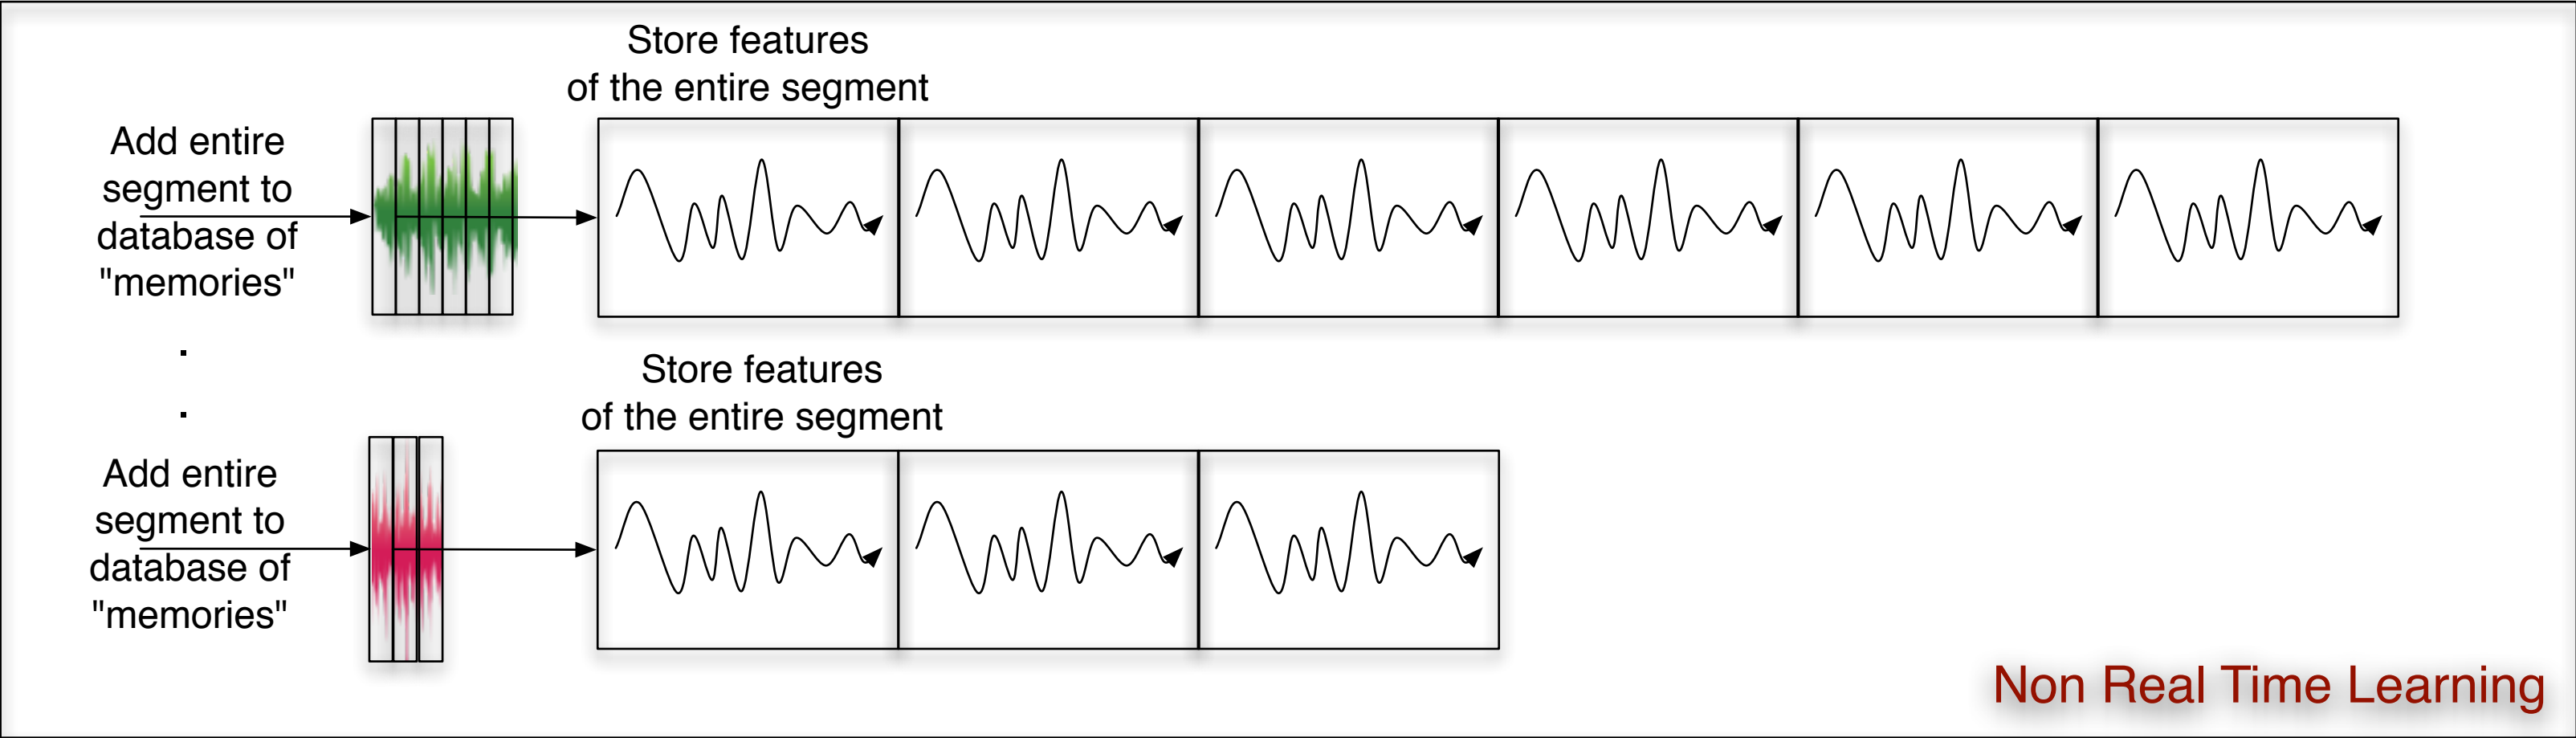 Store features
of the entire segment
Add entire
segment to
database of
"memories"
.
.
Store features
of the entire segment
Add entire
segment to
database of
"memories"
Non Real Time Learning